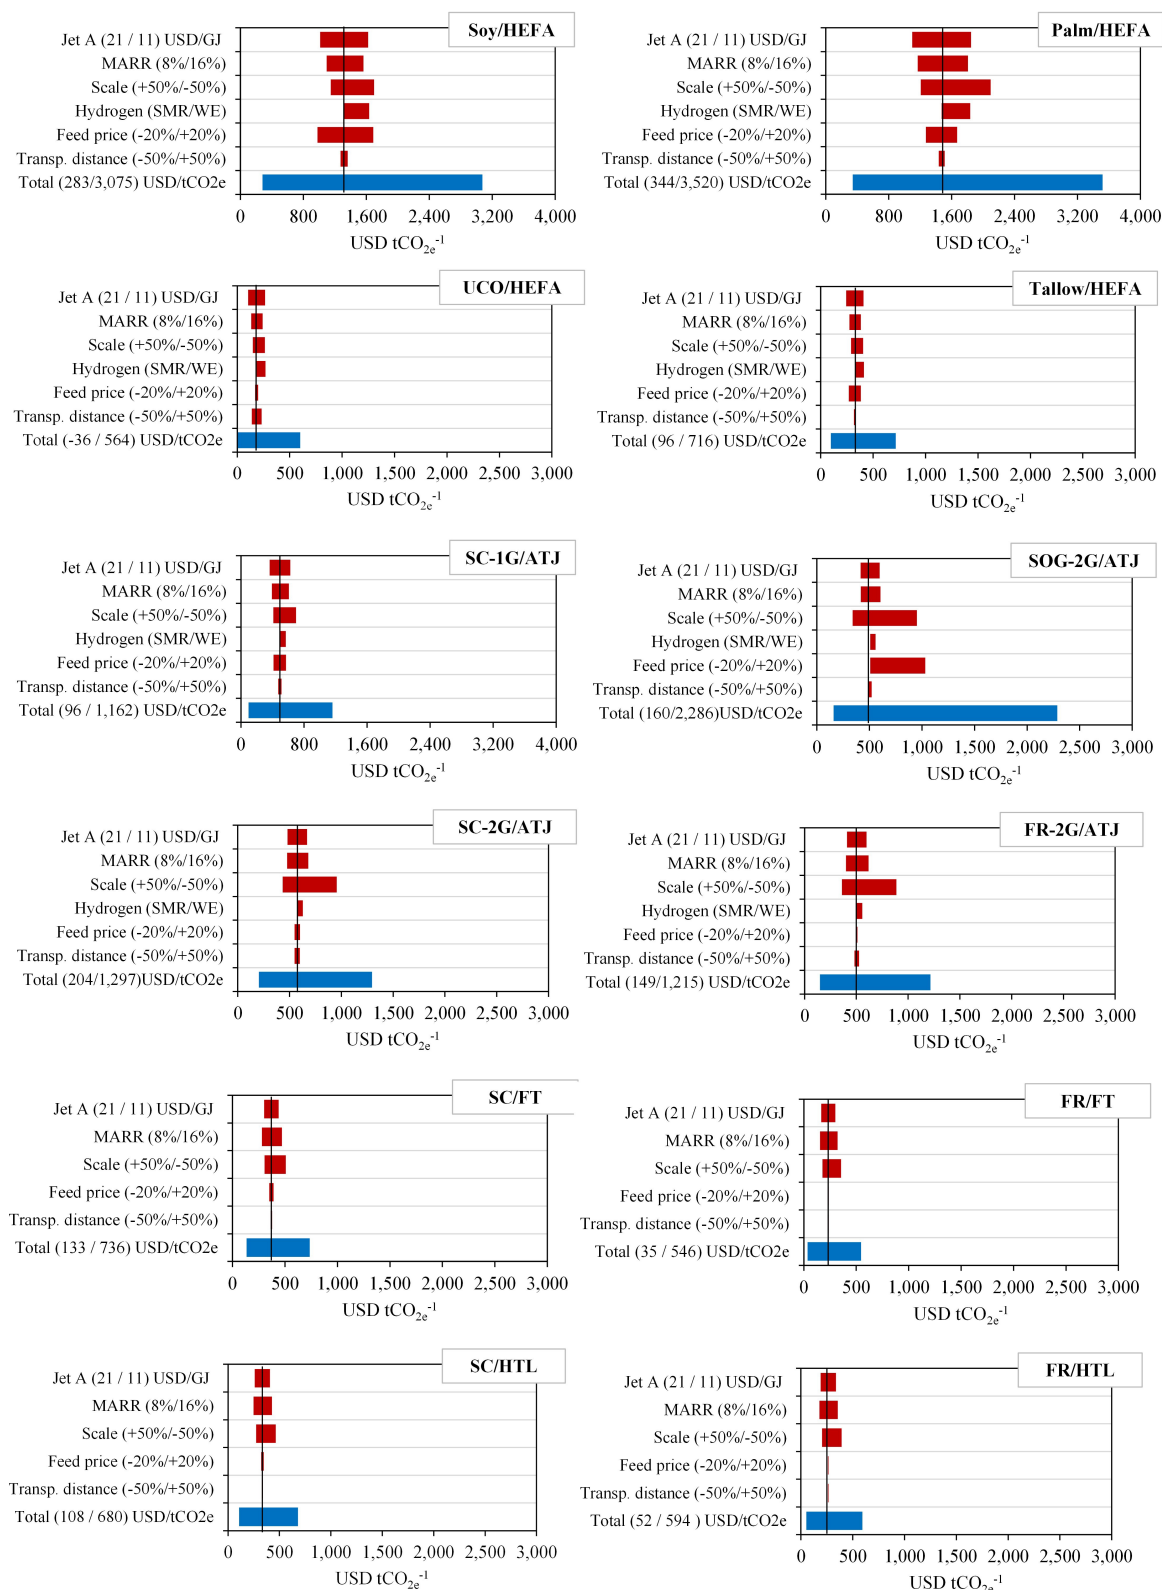 Soy/HEFA
Jet A (21 / 11) USD/GJ
MARR (8%/16%)
Scale (+50%/-50%)
Hydrogen (SMR/WE)
Feed price (-20%/+20%)
Transp. distance (-50%/+50%)
Total (283/3,075) USD/tCO2e
0 800 1,600 2,400 3,200 4,000
USD tCO2e-1
Palm/HEFA
Jet A (21 / 11) USD/GJ
MARR (8%/16%)
Scale (+50%/-50%)
Hydrogen (SMR/WE)
Feed price (-20%/+20%)
Transp. distance (-50%/+50%)
Total (344/3,520) USD/tCO2e
0 800 1,600 2,400 3,200 4,000
USD tCO2e-1
UCO/HEFA
Jet A (21 / 11) USD/GJ
MARR (8%/16%)
Scale (+50%/-50%)
Hydrogen (SMR/WE)
Feed price (-20%/+20%)
Transp. distance (-50%/+50%)
Total (-36 / 564) USD/tCO2e
0 500 1,000 1,500 2,000 2,500 3,000
USD tCO2e-1
Tallow/HEFA
Jet A (21 / 11) USD/GJ
MARR (8%/16%)
Scale (+50%/-50%)
Hydrogen (SMR/WE)
Feed price (-20%/+20%)
Transp. distance (-50%/+50%)
Total (96 / 716) USD/tCO2e
0 500 1,000 1,500 2,000 2,500 3,000
USD tCO2e-1
SC-1G/ATJ
Jet A (21 / 11) USD/GJ
MARR (8%/16%)
Scale (+50%/-50%)
Hydrogen (SMR/WE)
Feed price (-20%/+20%)
Transp. distance (-50%/+50%)
Total (96 / 1,162) USD/tCO2e
0 800 1,600 2,400 3,200 4,000
USD tCO2e-1
SOG-2G/ATJ
Jet A (21 / 11) USD/GJ
MARR (8%/16%)
Scale (+50%/-50%)
Hydrogen (SMR/WE)
Feed price (-20%/+20%)
Transp. distance (-50%/+50%)
Total (160/2,286)USD/tCO2e
0 500 1,000 1,500 2,000 2,500 3,000
USD tCO2e-1
SC-2G/ATJ
Jet A (21 / 11) USD/GJ
MARR (8%/16%)
Scale (+50%/-50%)
Hydrogen (SMR/WE)
Feed price (-20%/+20%)
Transp. distance (-50%/+50%)
Total (204/1,297)USD/tCO2e
0 500 1,000 1,500 2,000 2,500 3,000
USD tCO2e-1
FR-2G/ATJ
Jet A (21 / 11) USD/GJ
MARR (8%/16%)
Scale (+50%/-50%)
Hydrogen (SMR/WE)
Feed price (-20%/+20%)
Transp. distance (-50%/+50%)
Total (149/1,215) USD/tCO2e
0 500 1,000 1,500 2,000 2,500 3,000
USD tCO2e-1
SC/FT
Jet A (21 / 11) USD/GJ
MARR (8%/16%)
Scale (+50%/-50%)
Feed price (-20%/+20%)
Transp. distance (-50%/+50%)
Total (133 / 736) USD/tCO2e
0 500 1,000 1,500 2,000 2,500 3,000
USD tCO2e-1
FR/FT
Jet A (21 / 11) USD/GJ
MARR (8%/16%)
Scale (+50%/-50%)
Feed price (-20%/+20%)
Transp. distance (-50%/+50%)
Total (35 / 546) USD/tCO2e
0 500 1,000 1,500 2,000 2,500 3,000
USD tCO2e-1
SC/HTL
Jet A (21 / 11) USD/GJ
MARR (8%/16%)
Scale (+50%/-50%)
Feed price (-20%/+20%)
Transp. distance (-50%/+50%)
Total (108 / 680) USD/tCO2e
0 500 1,000 1,500 2,000 2,500 3,000
USD tCO2e-1
FR/HTL
Jet A (21 / 11) USD/GJ
MARR (8%/16%)
Scale (+50%/-50%)
Feed price (-20%/+20%)
Transp. distance (-50%/+50%)
Total (52 / 594 ) USD/tCO2e
0 500 1,000 1,500 2,000 2,500 3,000
USD tCO2e-1